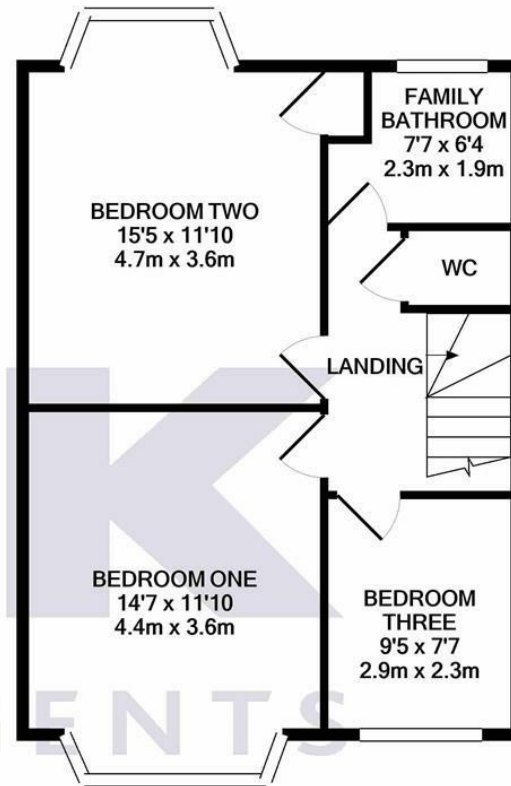 FAMILY
BATHROOM
7'7 x 6'4
2.3m x 1.9m
BEDROOM TWO
15'5 x 11'10
4.7m x 3.6m
WC
LANDING
BEDROOM ONE
14'7 x 11'10
4.4m x 3.6m
BEDROOM
THREE
9'5 x 7'7
2.9m x 2.3m
K
ENTS